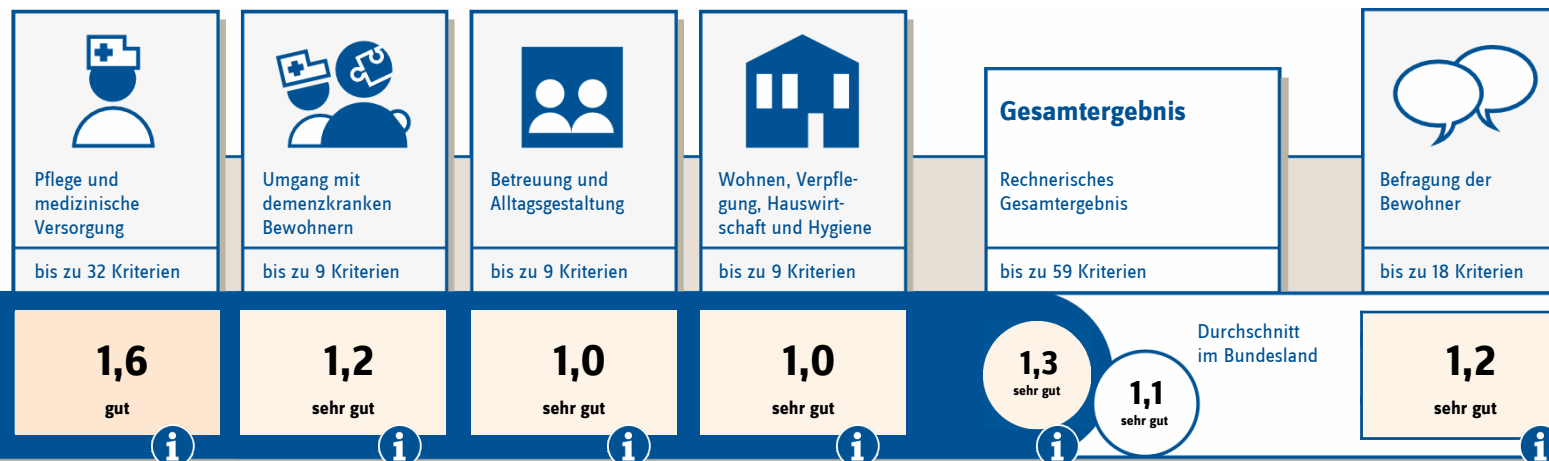 Pflege und
medizinische
Versorgung
bis zu 32 Kriterien
1,6
gut
i
Umgang mit
demenzkranken
Bewohnern
bis zu 9 Kriterien
1,2
sehr gut
i
Betreuung und
Alltagsgestaltung
bis zu 9 Kriterien
1,0
sehr gut
i
Wohnen, Verpfle-
gung, Hauswirt-
schaft und Hygiene
bis zu 9 Kriterien
1,0
sehr gut
i
Gesamtergebnis
Rechnerisches
Gesamtergebnis
bis zu 59 Kriterien
1,3
sehr gut
i
Durchschnitt
im Bundesland
1,1
sehr gut
Befragung der
Bewohner
bis zu 18 Kriterien
1,2
sehr gut
i